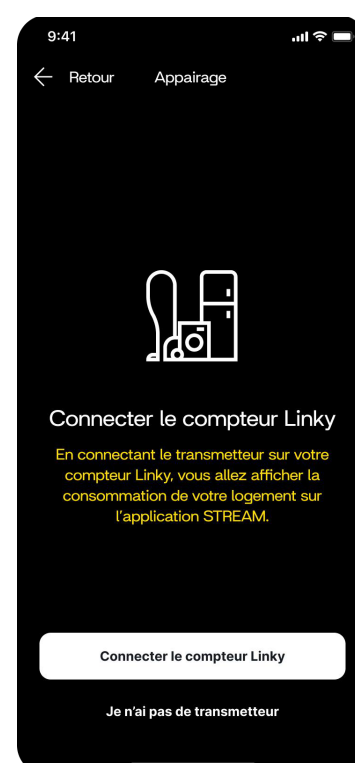 9:41
Retour Appairage
Connecter le compteur Linky
En connectant le transmetteur sur votre
compteur Linky, vous allez afficher la
consommation de votre logement sur
l'application STREAM.
Connecter le compteur Linky
Je n'ai pas de transmetteur